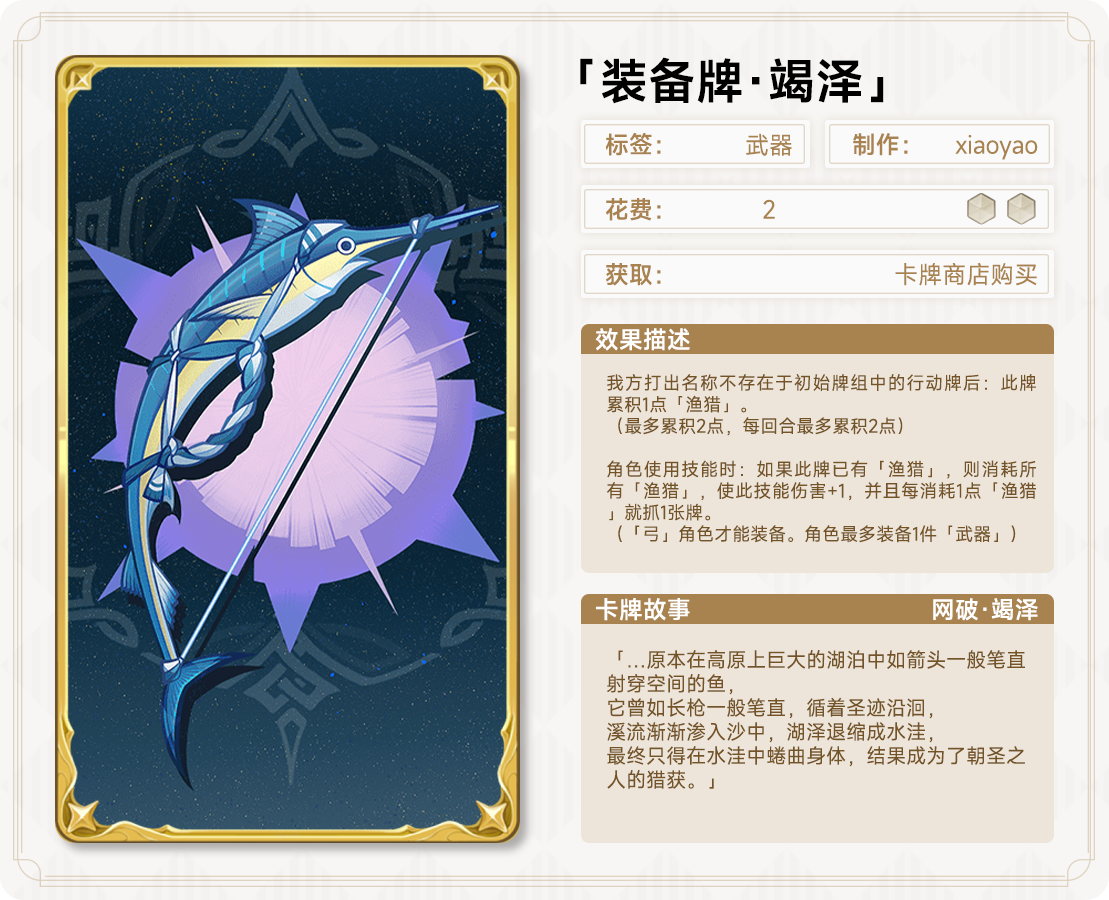 「装备牌·竭泽」
标签： 武器
制作： xiaoyao
花费： 2
获取： 卡牌商店购买
效果描述
我方打出名称不存在于初始牌组中的行动牌后：此牌
累积1点「渔猎」。
（最多累积2点，每回合最多累积2点）
角色使用技能时：如果此牌已有「渔猎」，则消耗所
有「渔猎」，使此技能伤害+1，并且每消耗1点「渔猎
」就抓1张牌。
（「弓」角色才能装备。角色最多装备1件「武器」）
卡牌故事 网破·竭泽
「...原本在高原上巨大的湖泊中如箭头一般笔直
射穿空间的鱼，
它曾如长枪一般笔直，循着圣迹沿洄，
溪流渐渐渗入沙中，湖泽退缩成水洼，
最终只得在水洼中蜷曲身体，结果成为了朝圣之
人的猎获。」